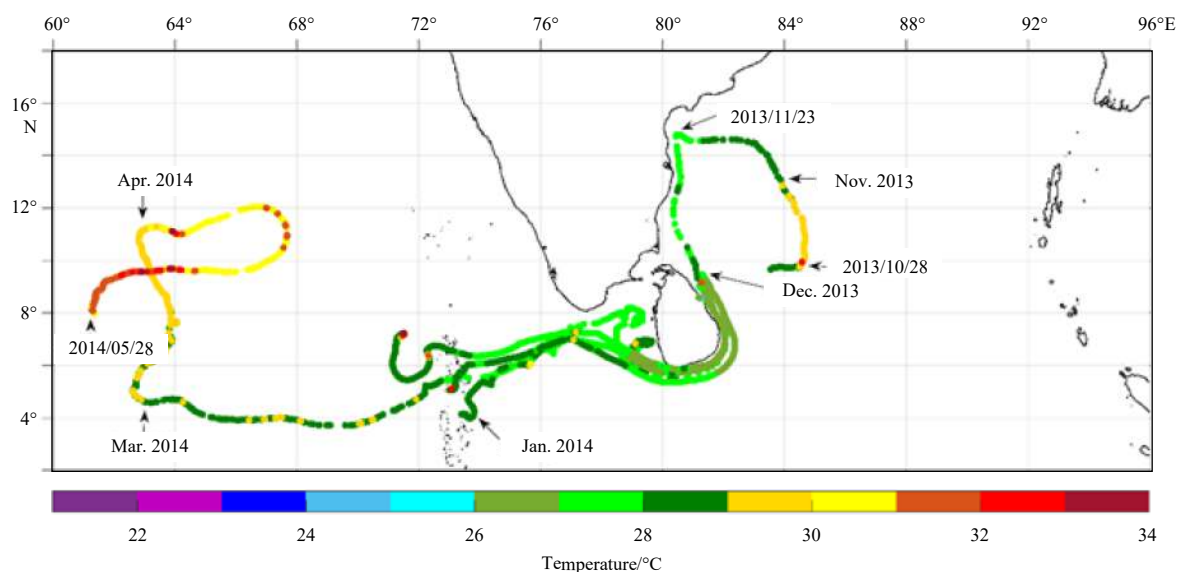 60° 64° 68° 72° 76° 80° 84° 88° 92° 96°E
16°
N
2013/11/23
Apr. 2014
Nov. 2013
12°
2013/10/28
Dec. 2013
8°
2014/05/28
4°
Mar. 2014
Jan. 2014
22 24 26 28 30 32 34
Temperature/°C